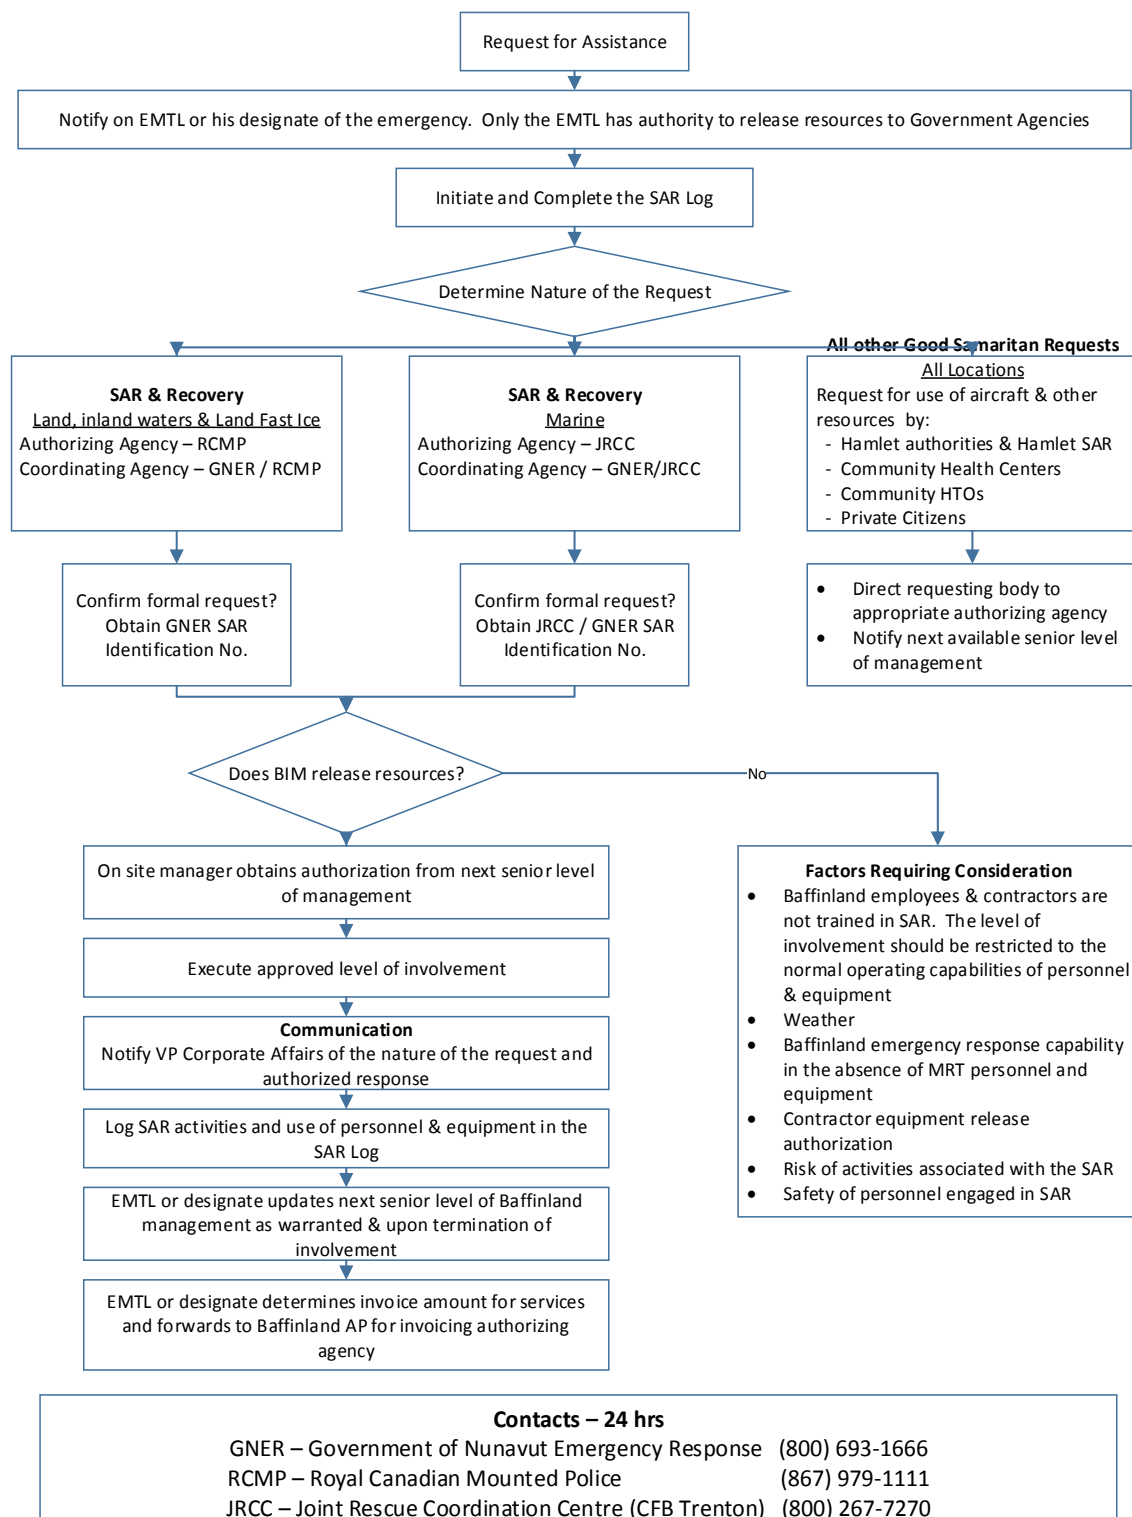 Request for Assistance
Notify on EMTL or his designate of the emergency.  Only the EMTL has authority to release resources to Government Agencies
Initiate and Complete the SAR Log
Determine Nature of the Request
SAR & Recovery
Land, inland waters & Land Fast Ice
Authorizing Agency – RCMP
Coordinating Agency – GNER / RCMP
SAR & Recovery
Marine
Authorizing Agency – JRCC
Coordinating Agency – GNER/JRCC
All other Good Samaritan Requests
All Locations
Request for use of aircraft & other
resources  by:
- Hamlet authorities & Hamlet SAR
- Community Health Centers
- Community HTOs
- Private Citizens
Confirm formal request?
Obtain GNER SAR
Identification No.
Confirm formal request?
Obtain JRCC / GNER SAR
Identification No.
• Direct requesting body to
appropriate authorizing agency
• Notify next available senior level
of management
Does BIM release resources?
No
On site manager obtains authorization from next senior level
of management
Execute approved level of involvement
Communication
Notify VP Corporate Affairs of the nature of the request and
authorized response
Log SAR activities and use of personnel & equipment in the
SAR Log
EMTL or designate updates next senior level of Baffinland
management as warranted & upon termination of
involvement
EMTL or designate determines invoice amount for services
and forwards to Baffinland AP for invoicing authorizing
agency
Factors Requiring Consideration
• Baffinland employees & contractors are
not trained in SAR.  The level of
involvement should be restricted to the
normal operating capabilities of personnel
& equipment
• Weather
• Baffinland emergency response capability
in the absence of MRT personnel and
equipment
• Contractor equipment release
authorization
• Risk of activities associated with the SAR
• Safety of personnel engaged in SAR
Contacts – 24 hrs
GNER – Government of Nunavut Emergency Response (800) 693-1666
RCMP – Royal Canadian Mounted Police (867) 979-1111
JRCC – Joint Rescue Coordination Centre (CFB Trenton) (800) 267-7270